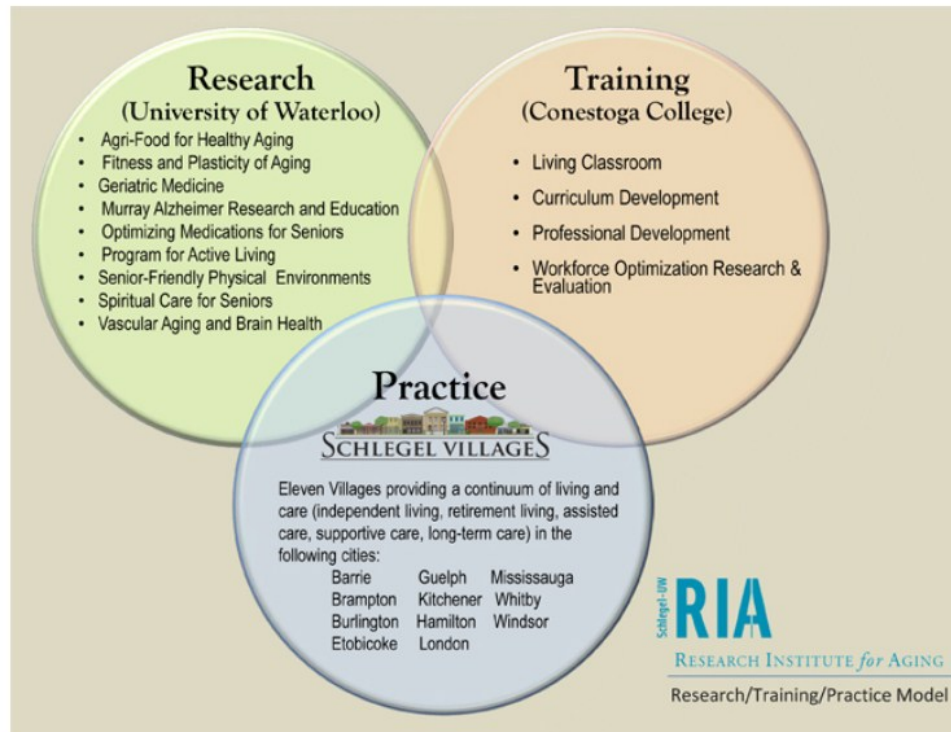 Research
(University of Waterloo)
• Agri-Food for Healthy Aging
• Fitness and Plasticity of Aging
• Geriatric Medicine
• Murray Alzheimer Research and Education
• Optimizing Medications for Seniors
• Program for Active Living
• Senior-Friendly Physical Environments
• Spiritual Care for Seniors
• Vascular Aging and Brain Health
Training
(Conestoga College)
• Living Classroom
• Curriculum Development
• Professional Development
• Workforce Optimization Research &
Evaluation
Practice
SCHLEGEL VILLAGES
Eleven Villages providing a continuum of living and
care (independent living, retirement living, assisted
care, supportive care, long-term care) in the
following cities:
Barrie Guelph Mississauga
Brampton Kitchener Whitby
Burlington Hamilton Windsor
Etobicoke London
Schlegel-UW
RIA
RESEARCH INSTITUTE for AGING
Research/Training/Practice Model